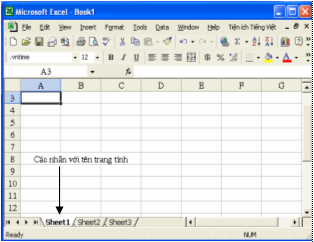 Microsoft Excel - Book1
File Edit View Insert Format Tools Data Window Help Tiện ích Tiếng Việt
.vntime 12 B I U $ %
A3 fx
A B C D E F G
3
4
5
6
7
8 Các nhãn với tên trang tính
9
10
11
12
Sheet1 Sheet2 Sheet3
Ready NUM